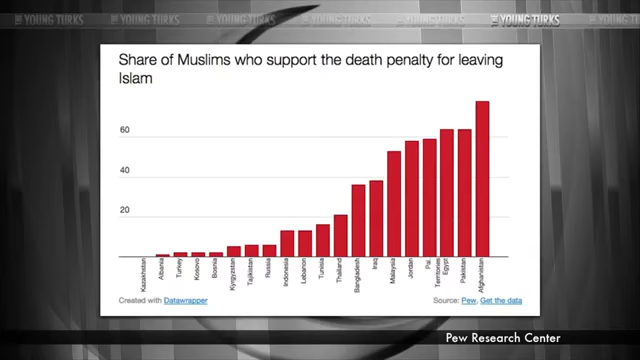 THE YOUNG TURKS THE YOUNG TURKS THE YOUNG TURKS THE YOUNG TURKS
Share of Muslims who support the death penalty for leaving
Islam
60
40
20
Kazakhstan
Albania
Turkey
Kosovo
Bosnia
Kyrgyzstan
Tajikistan
Russia
Indonesia
Lebanon
Tunisia
Thailand
Bangladesh
Iraq
Malaysia
Jordan
Pal.
Territories
Egypt
Pakistan
Afghanistan
Created with Datawrapper
Source: Pew, Get the data
Pew Research Center